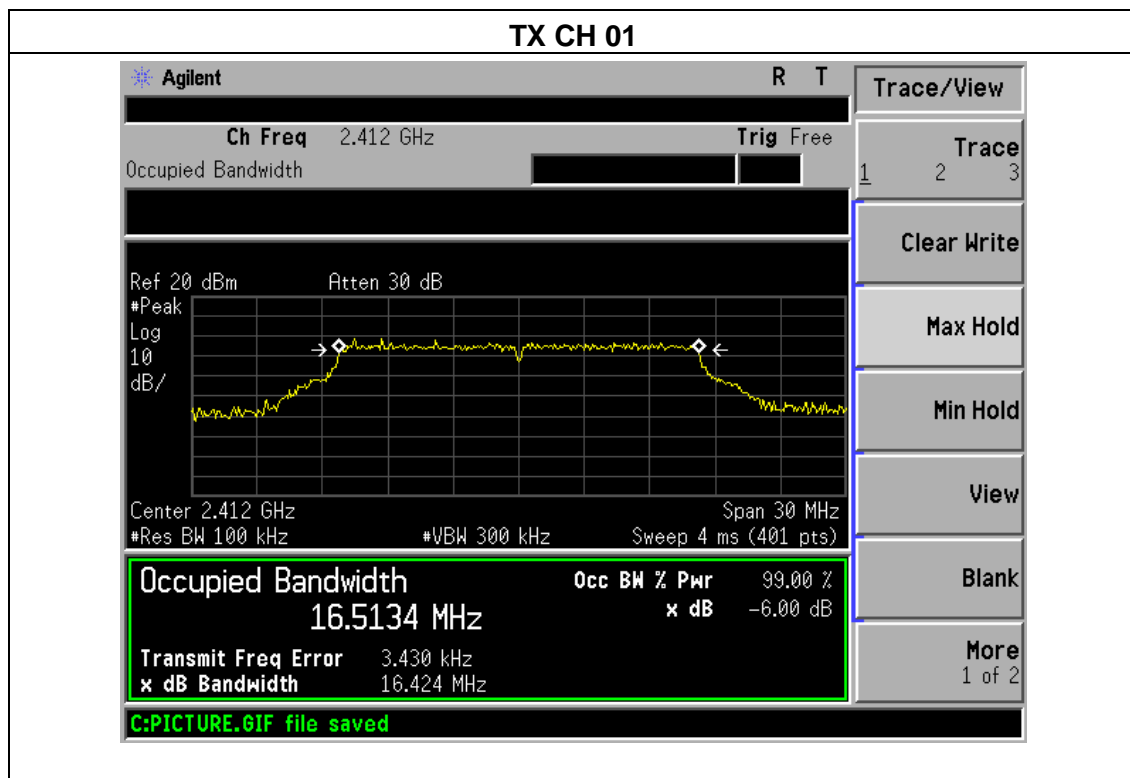 TX CH 01
Agilent R T
Ch Freq 2.412 GHz Trig Free
Occupied Bandwidth
Ref 20 dBm Atten 30 dB
#Peak
Log
10
dB/
Center 2.412 GHz Span 30 MHz
#Res BW 100 kHz #VBW 300 kHz Sweep 4 ms (401 pts)
Occupied Bandwidth
16.5134 MHz
Occ BW % Pwr 99.00 %
x dB -6.00 dB
Transmit Freq Error 3.430 kHz
x dB Bandwidth 16.424 MHz
C:PICTURE.GIF file saved
Trace/View
Trace
1 2 3
Clear Write
Max Hold
Min Hold
View
Blank
More
1 of 2